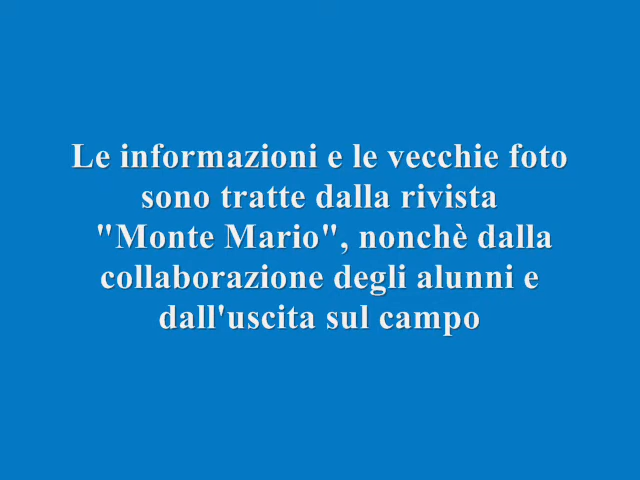 Le informazioni e le vecchie foto
sono tratte dalla rivista
"Monte Mario", nonchè dalla
collaborazione degli alunni e
dall'uscita sul campo